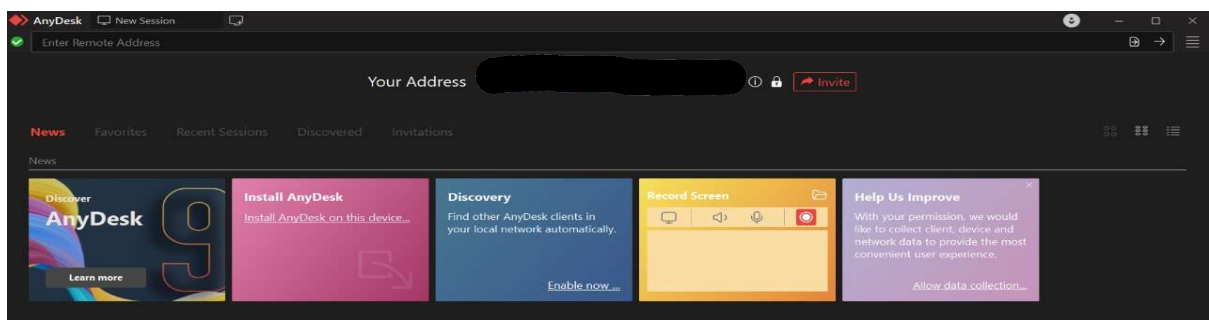 AnyDesk New Session
Enter Remote Address
Your Address Invite
News Favorites Recent Sessions Discovered Invitations
News
Discover
AnyDesk 9
Learn more
Install AnyDesk
Install AnyDesk on this device...
Discovery
Find other AnyDesk clients in
your local network automatically.
Enable now ...
Record Screen
Help Us Improve
With your permission, we would
like to collect client, device and
network data to provide the most
convenient user experience.
Allow data collection...